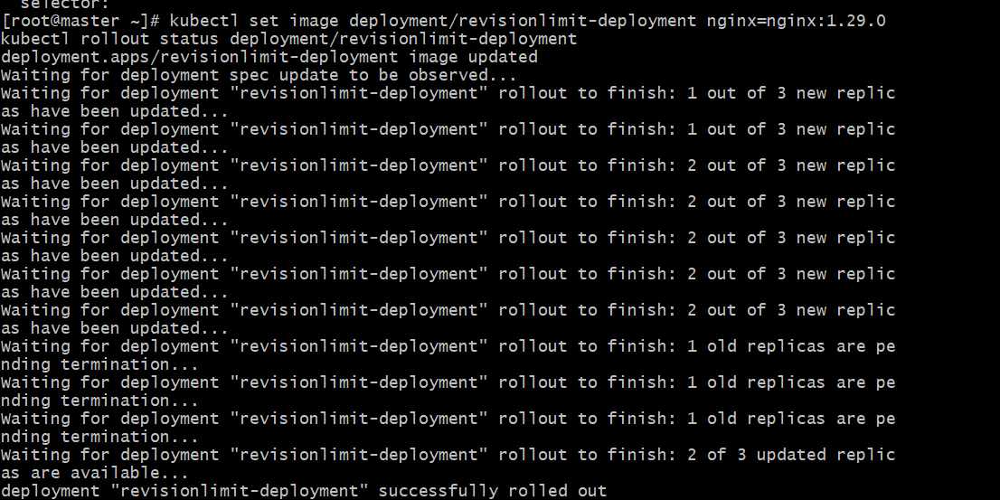 selector:
[root@master ~]# kubectl set image deployment/revisionlimit-deployment nginx=nginx:1.29.0
kubectl rollout status deployment/revisionlimit-deployment
deployment.apps/revisionlimit-deployment image updated
Waiting for deployment spec update to be observed...
Waiting for deployment "revisionlimit-deployment" rollout to finish: 1 out of 3 new replic
as have been updated...
Waiting for deployment "revisionlimit-deployment" rollout to finish: 1 out of 3 new replic
as have been updated...
Waiting for deployment "revisionlimit-deployment" rollout to finish: 2 out of 3 new replic
as have been updated...
Waiting for deployment "revisionlimit-deployment" rollout to finish: 2 out of 3 new replic
as have been updated...
Waiting for deployment "revisionlimit-deployment" rollout to finish: 2 out of 3 new replic
as have been updated...
Waiting for deployment "revisionlimit-deployment" rollout to finish: 2 out of 3 new replic
as have been updated...
Waiting for deployment "revisionlimit-deployment" rollout to finish: 2 out of 3 new replic
as have been updated...
Waiting for deployment "revisionlimit-deployment" rollout to finish: 1 old replicas are pe
nding termination...
Waiting for deployment "revisionlimit-deployment" rollout to finish: 1 old replicas are pe
nding termination...
Waiting for deployment "revisionlimit-deployment" rollout to finish: 1 old replicas are pe
nding termination...
Waiting for deployment "revisionlimit-deployment" rollout to finish: 2 of 3 updated replic
as are available...
deployment "revisionlimit-deployment" successfully rolled out